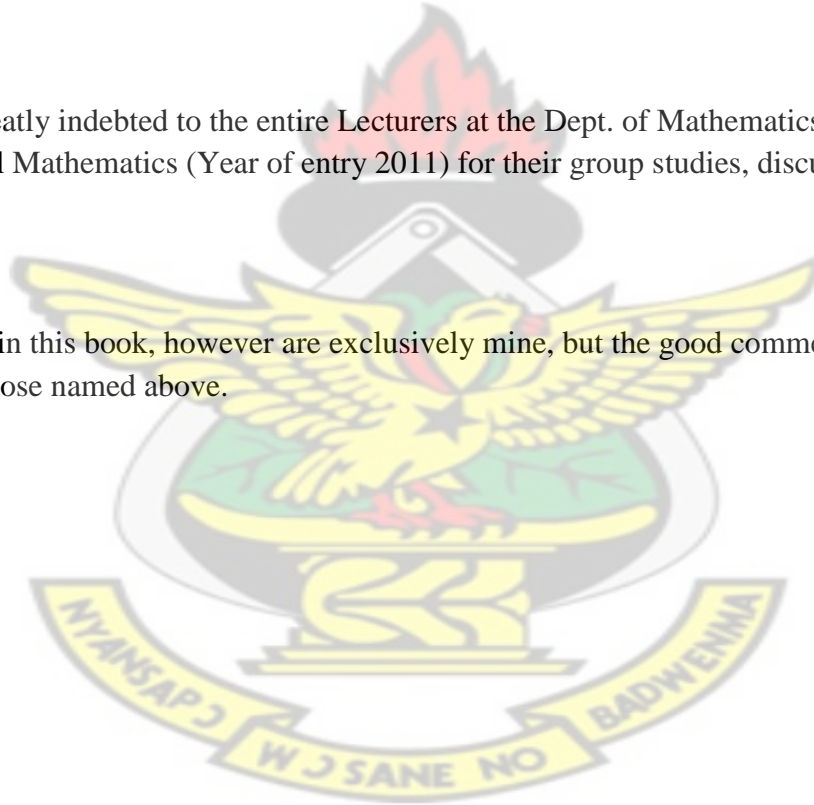 eatly indebted to the entire Lecturers at the Dept. of Mathematics
l Mathematics (Year of entry 2011) for their group studies, discu
in this book, however are exclusively mine, but the good comme
ose named above.
NYANSAPƆ WƆSANE NO BADWENMA